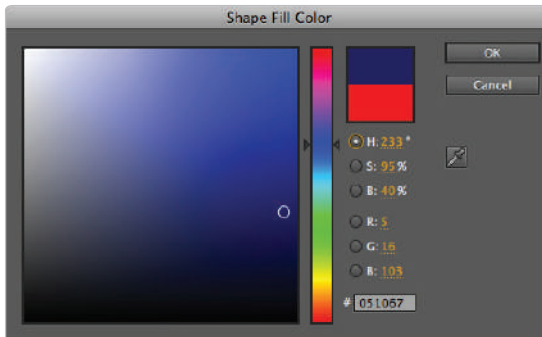 Shape Fill Color
OK
Cancel
H: 233 °
S: 95 %
B: 40 %
R: 5
G: 16
B: 103
# 051067